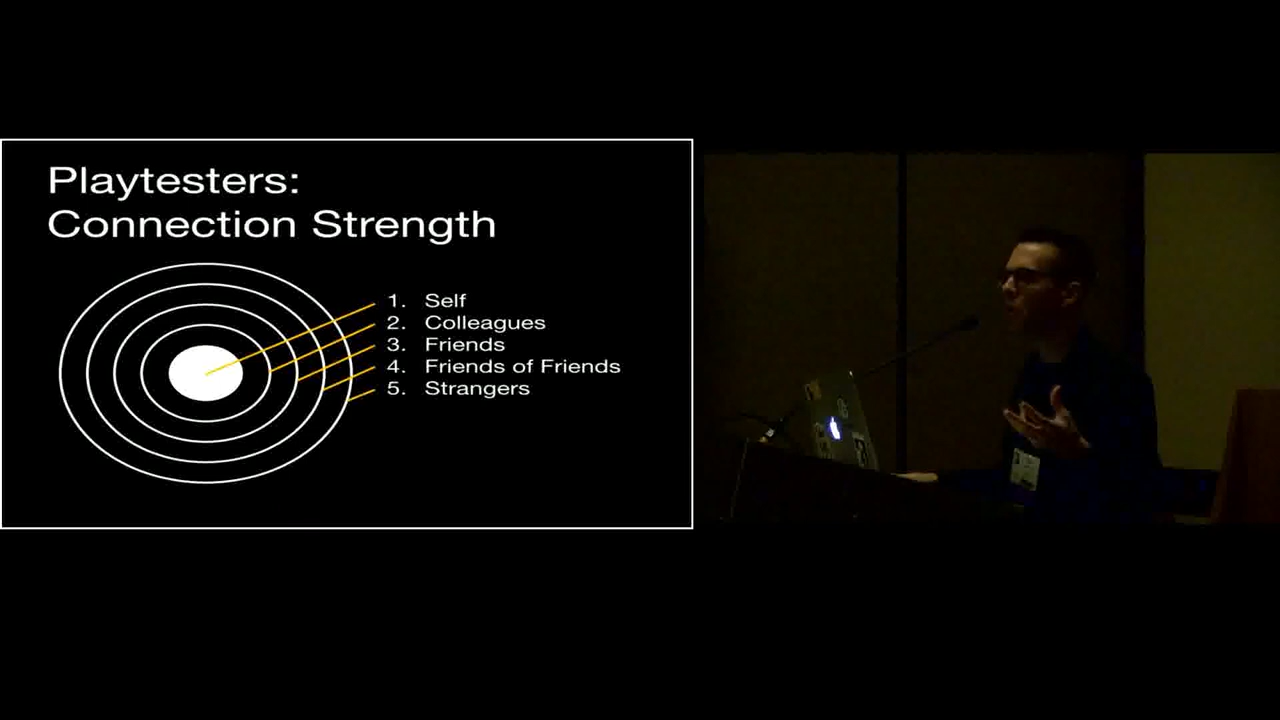 Playtesters:
Connection Strength
1. Self
2. Colleagues
3. Friends
4. Friends of Friends
5. Strangers